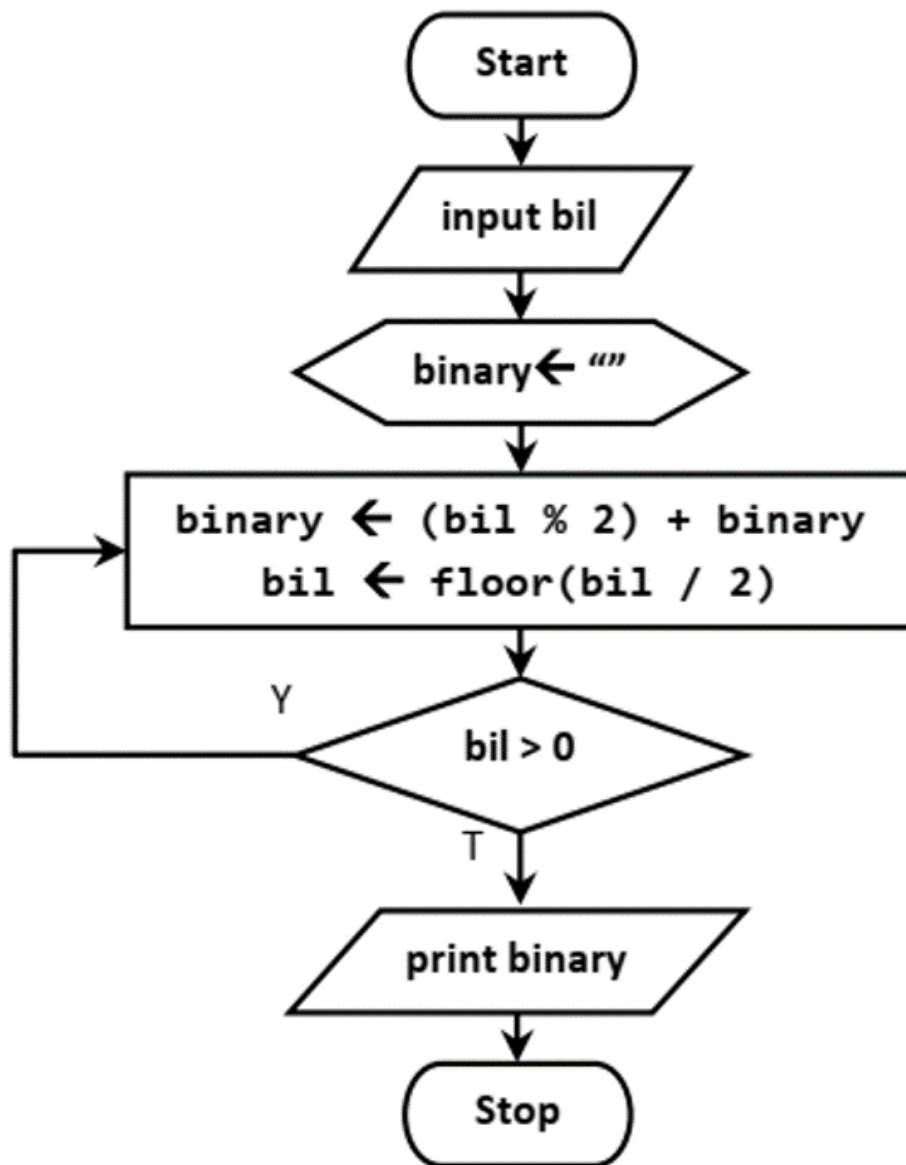 Start
input bil
binary🡨 “”
binary 🡨 (bil % 2) + binary
bil 🡨 floor(bil / 2)
Y
bil > 0
T
print binary
Stop